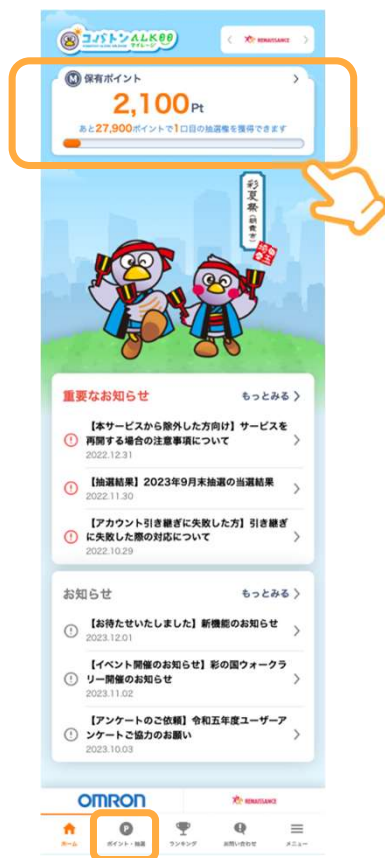 コバトンALKOO
マイレージ
RENAISSANCE
M 保有ポイント
2,100Pt
あと27,900ポイントで1口目の抽選権を獲得できます
彩夏祭(朝霞市)
重要なお知らせ もっとみる
【本サービスから除外した方向け】サービスを
再開する場合の注意事項について
2022.12.31
【抽選結果】2023年9月末抽選の当選結果
2022.11.30
【アカウント引き継ぎに失敗した方】引き継ぎ
に失敗した際の対応について
2022.10.29
お知らせ もっとみる
【お待たせいたしました】新機能のお知らせ
2023.12.01
【イベント開催のお知らせ】彩の国ウォークラ
リー開催のお知らせ
2023.11.02
【アンケートのご依頼】令和五年度ユーザーア
ンケートご協力のお願い
2023.10.03
OMRON RENAISSANCE
P
ホーム ポイント・抽選 ランキング お問い合わせ メニュー